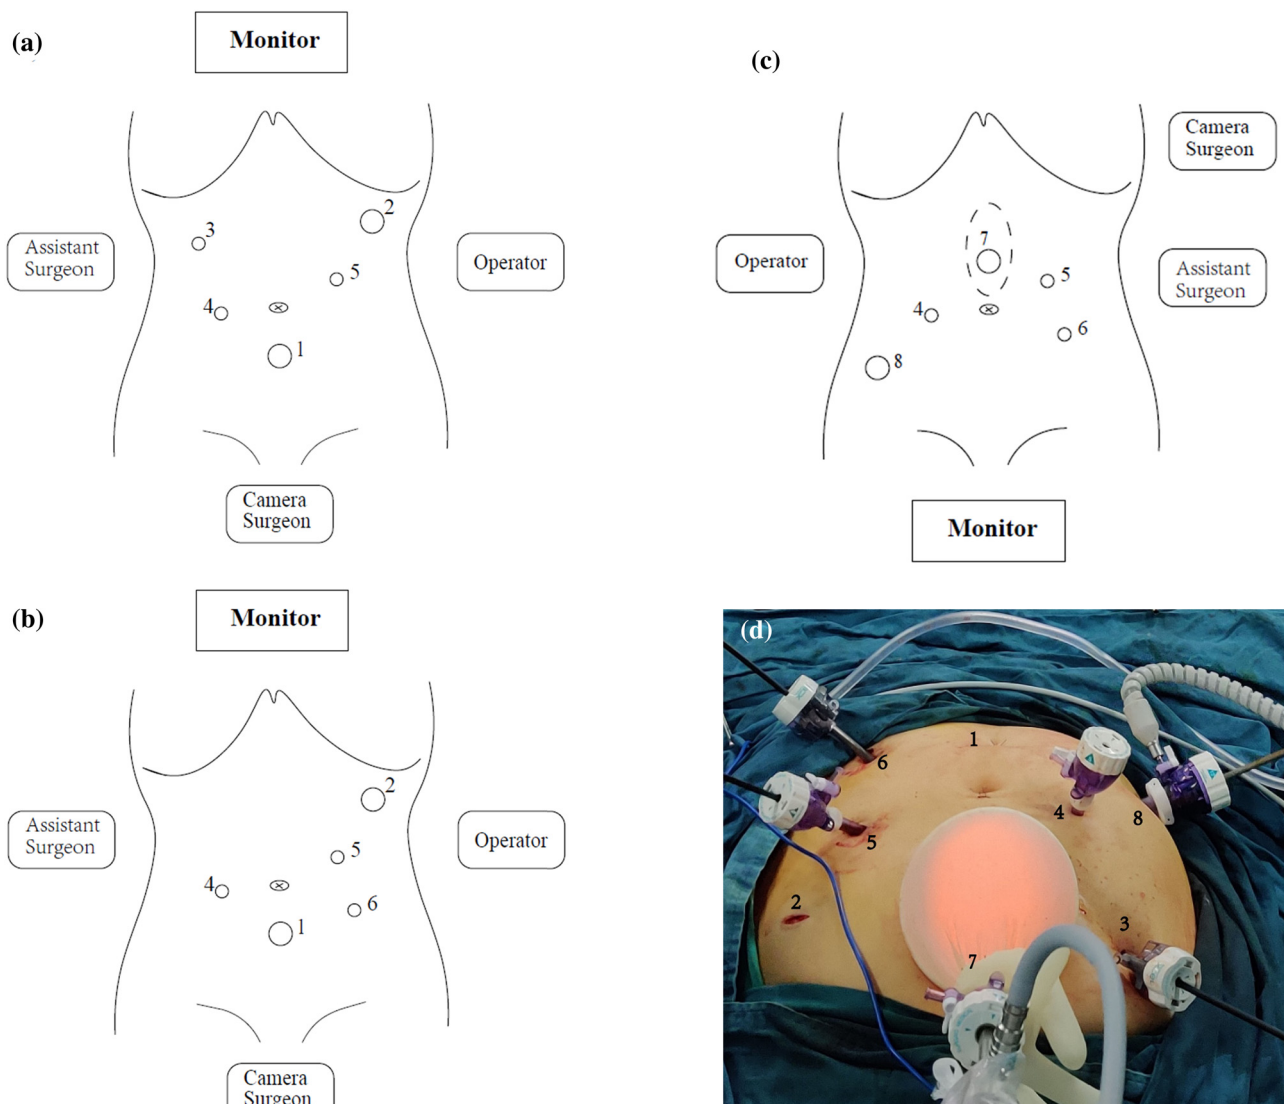 (a)
Monitor
2
3
Assistant
Surgeon
5
Operator
4
1
Camera
Surgeon
(b)
Monitor
2
Assistant
Surgeon
5
Operator
4
6
1
Camera
Surgeon
(c)
Camera
Surgeon
7
Operator
5
Assistant
Surgeon
4
6
8
Monitor
(d)
1
6
4
8
5
2
3
7